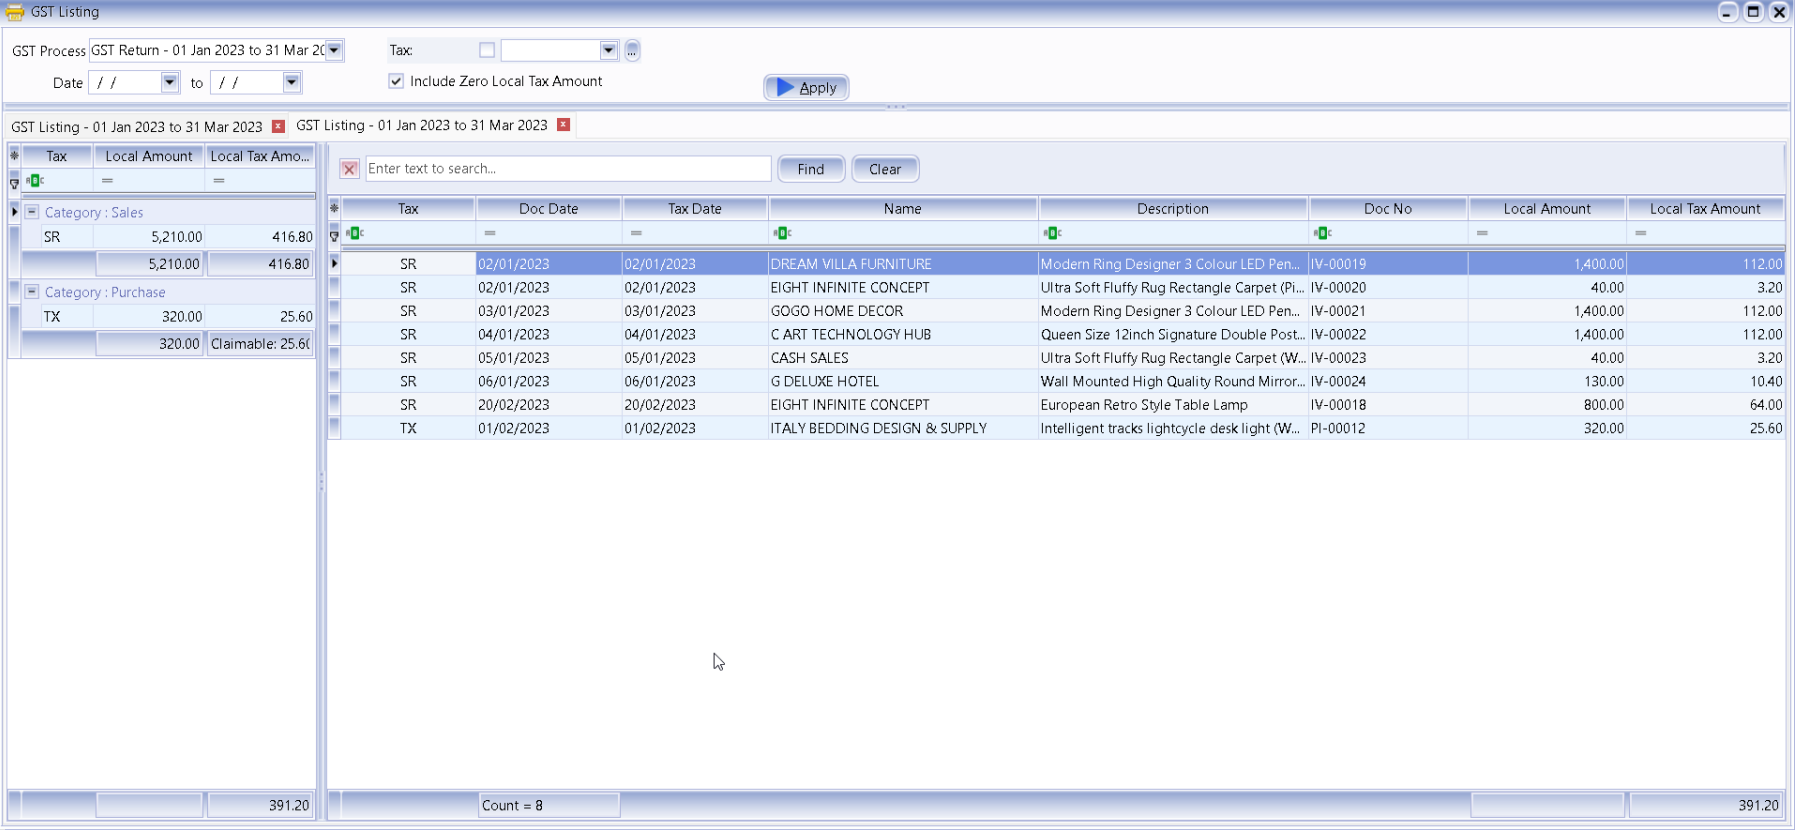 GST Listing
GST Process GST Return - 01 Jan 2023 to 31 Mar 20 Tax: ...
Date / / to / / Include Zero Local Tax Amount Apply
GST Listing - 01 Jan 2023 to 31 Mar 2023 GST Listing - 01 Jan 2023 to 31 Mar 2023
Tax Local Amount Local Tax Amo...
ABC = =
Category : Sales
SR 5,210.00 416.80
5,210.00 416.80
Category : Purchase
TX 320.00 25.60
320.00 Claimable: 25.60
391.20
Enter text to search... Find Clear
Tax Doc Date Tax Date Name Description Doc No Local Amount Local Tax Amount
ABC = = ABC ABC ABC = =
SR 02/01/2023 02/01/2023 DREAM VILLA FURNITURE Modern Ring Designer 3 Colour LED Pen... IV-00019 1,400.00 112.00
SR 02/01/2023 02/01/2023 EIGHT INFINITE CONCEPT Ultra Soft Fluffy Rug Rectangle Carpet (Pi... IV-00020 40.00 3.20
SR 03/01/2023 03/01/2023 GOGO HOME DECOR Modern Ring Designer 3 Colour LED Pen... IV-00021 1,400.00 112.00
SR 04/01/2023 04/01/2023 C ART TECHNOLOGY HUB Queen Size 12inch Signature Double Post... IV-00022 1,400.00 112.00
SR 05/01/2023 05/01/2023 CASH SALES Ultra Soft Fluffy Rug Rectangle Carpet (W... IV-00023 40.00 3.20
SR 06/01/2023 06/01/2023 G DELUXE HOTEL Wall Mounted High Quality Round Mirror... IV-00024 130.00 10.40
SR 20/02/2023 20/02/2023 EIGHT INFINITE CONCEPT European Retro Style Table Lamp IV-00018 800.00 64.00
TX 01/02/2023 01/02/2023 ITALY BEDDING DESIGN & SUPPLY Intelligent tracks lightcycle desk light (W... PI-00012 320.00 25.60
Count = 8 391.20